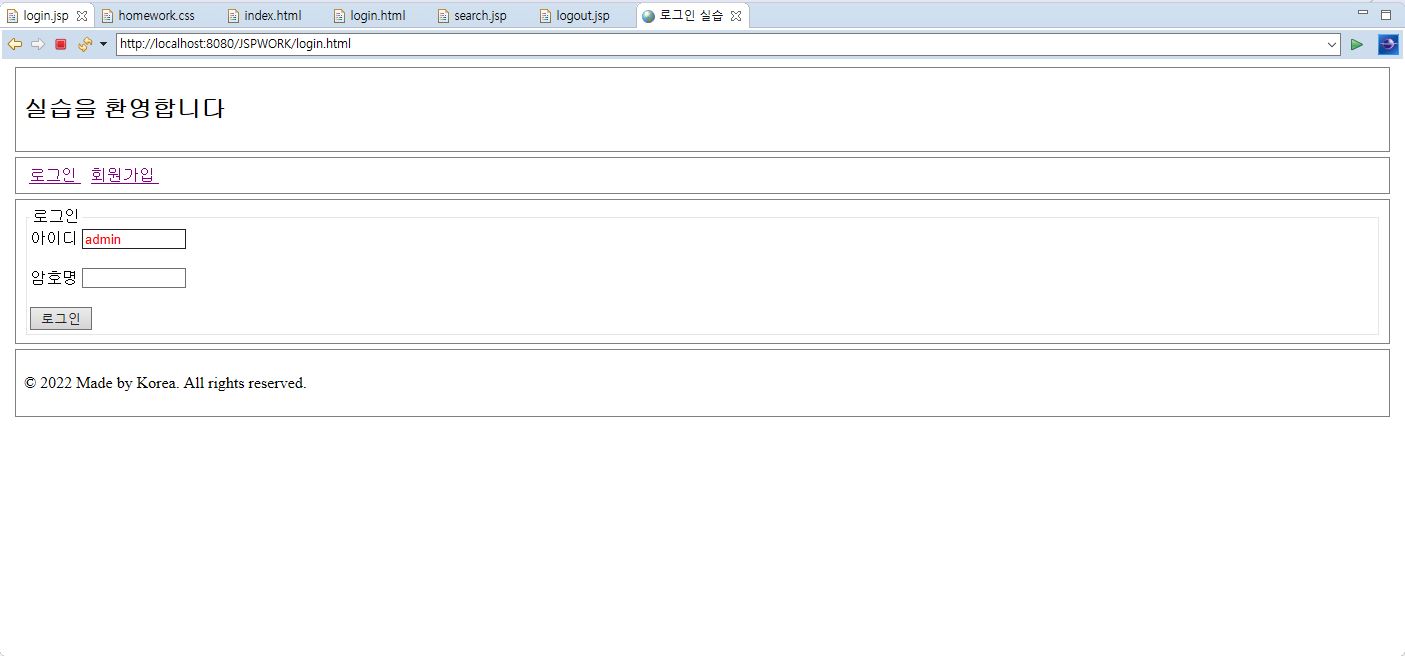 login.jsp homework.css index.html login.html search.jsp logout.jsp 로그인 실습
http://localhost:8080/JSPWORK/login.html
실습을 환영합니다
로그인 회원가입
로그인
아이디 admin
암호명
로그인
© 2022 Made by Korea. All rights reserved.